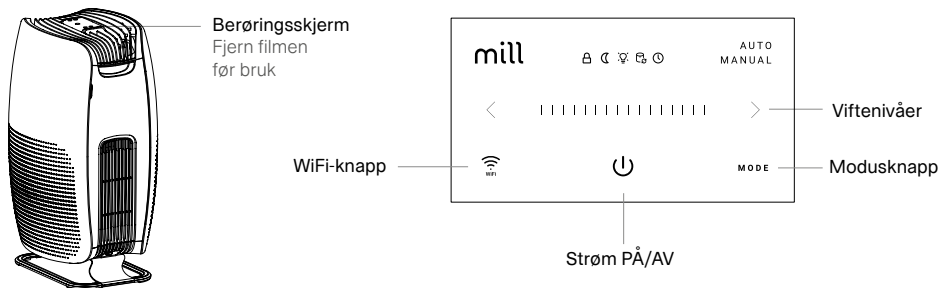 Berøringsskjerm
Fjern filmen
før bruk
mill
AUTO
MANUAL
Viftenivåer
WiFi-knapp
WiFi
MODE
Modusknapp
Strøm PÅ/AV